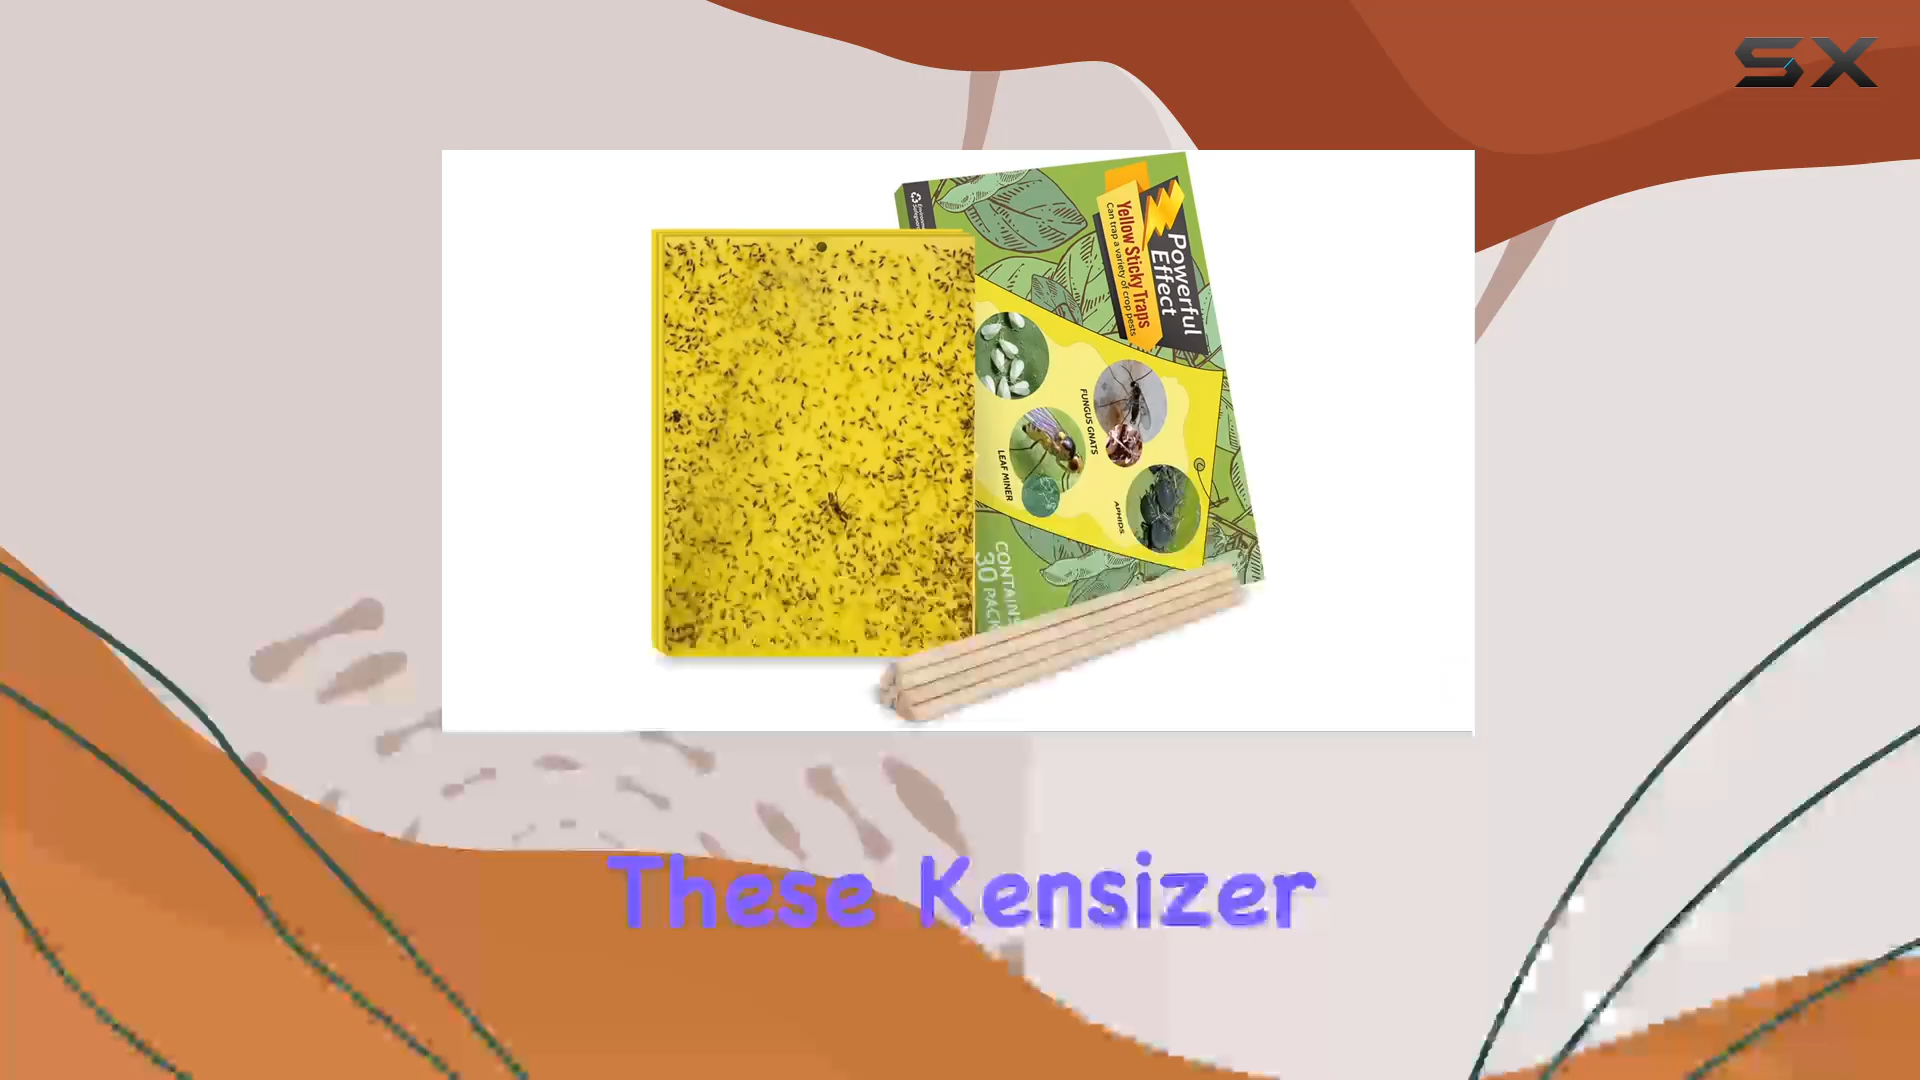 SX
Powerful
Effect
Yellow Sticky Traps
Can trap a variety of crop pests
FUNGUS GNATS
LEAF MINER
APHIDS
CONTAINS
30 PACK
These Kensizer